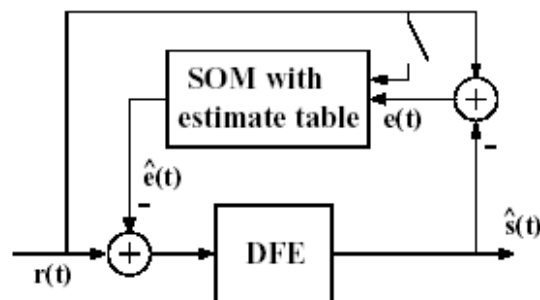 SOM with
estimate table
e(t)
+
-
ê(t)
-
r(t)
+
DFE
ŝ(t)